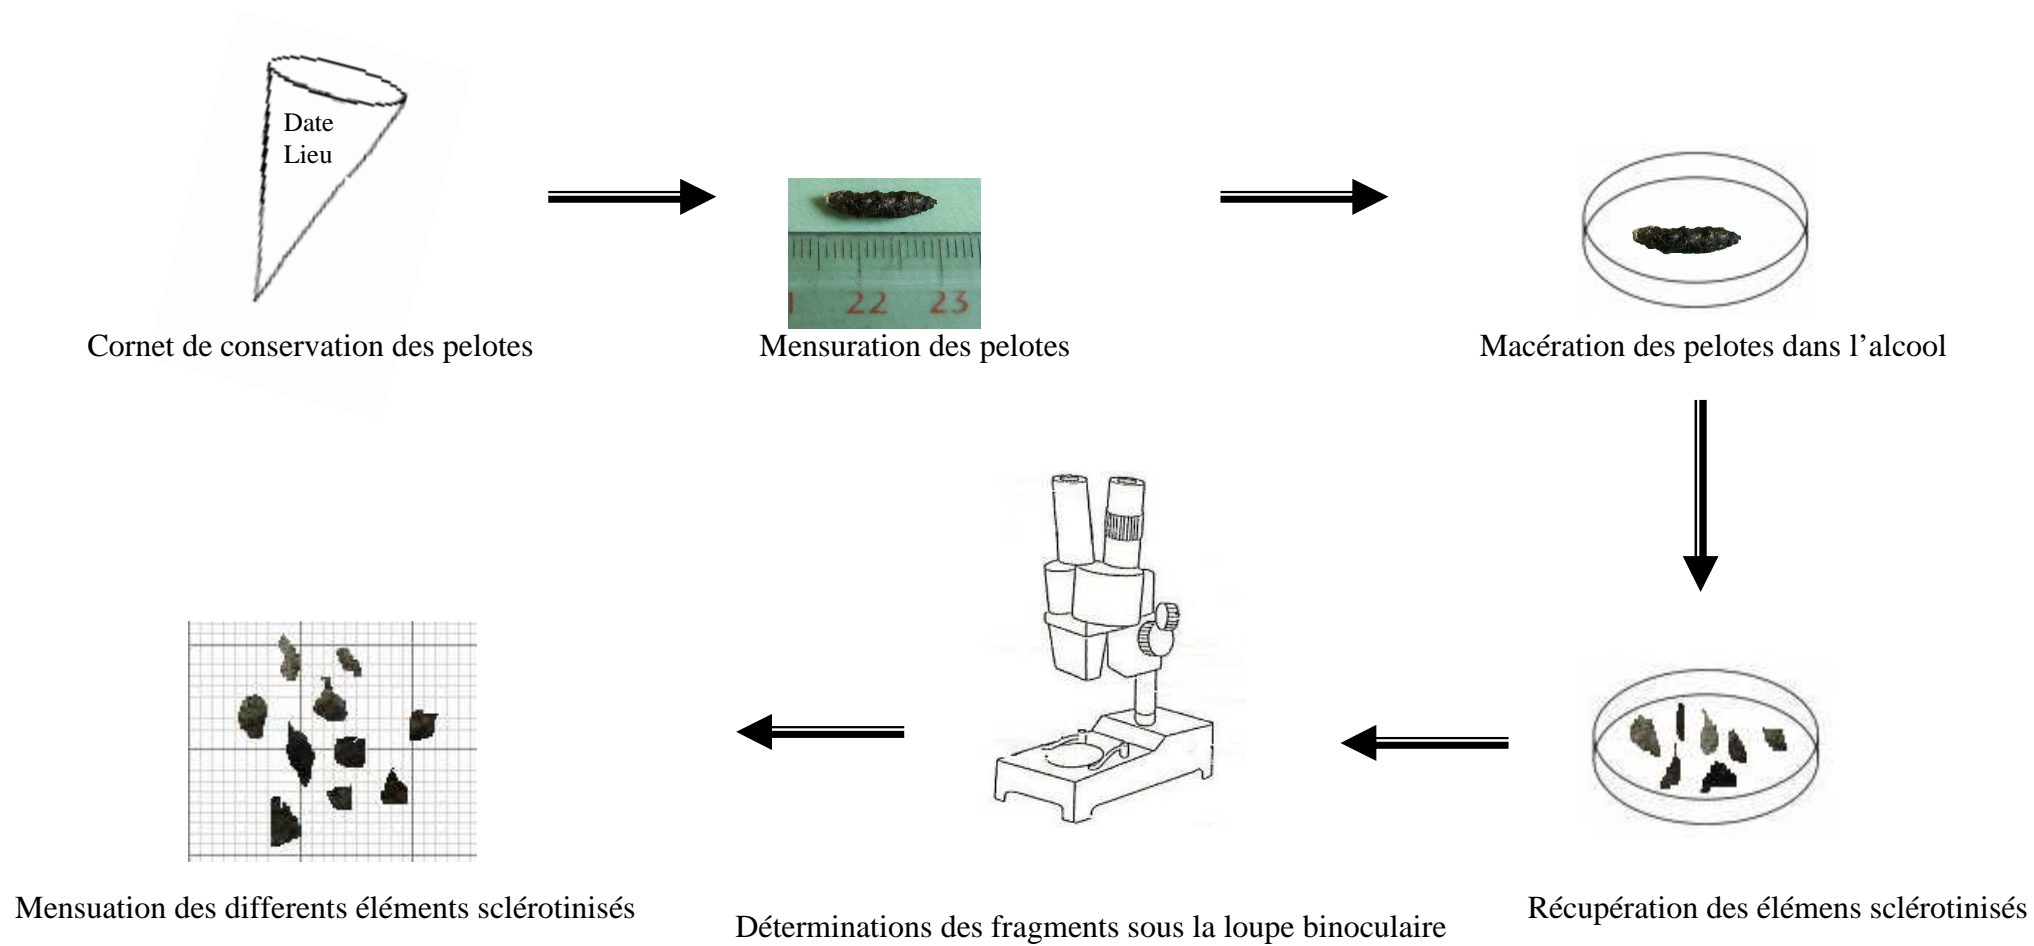 Date
Lieu
1 22 23
Cornet de conservation des pelotes
Mensuration des pelotes
Macération des pelotes dans l’alcool
Mensuation des differents éléments sclérotinisés
Déterminations des fragments sous la loupe binoculaire
Récupération des élémens sclérotinisés